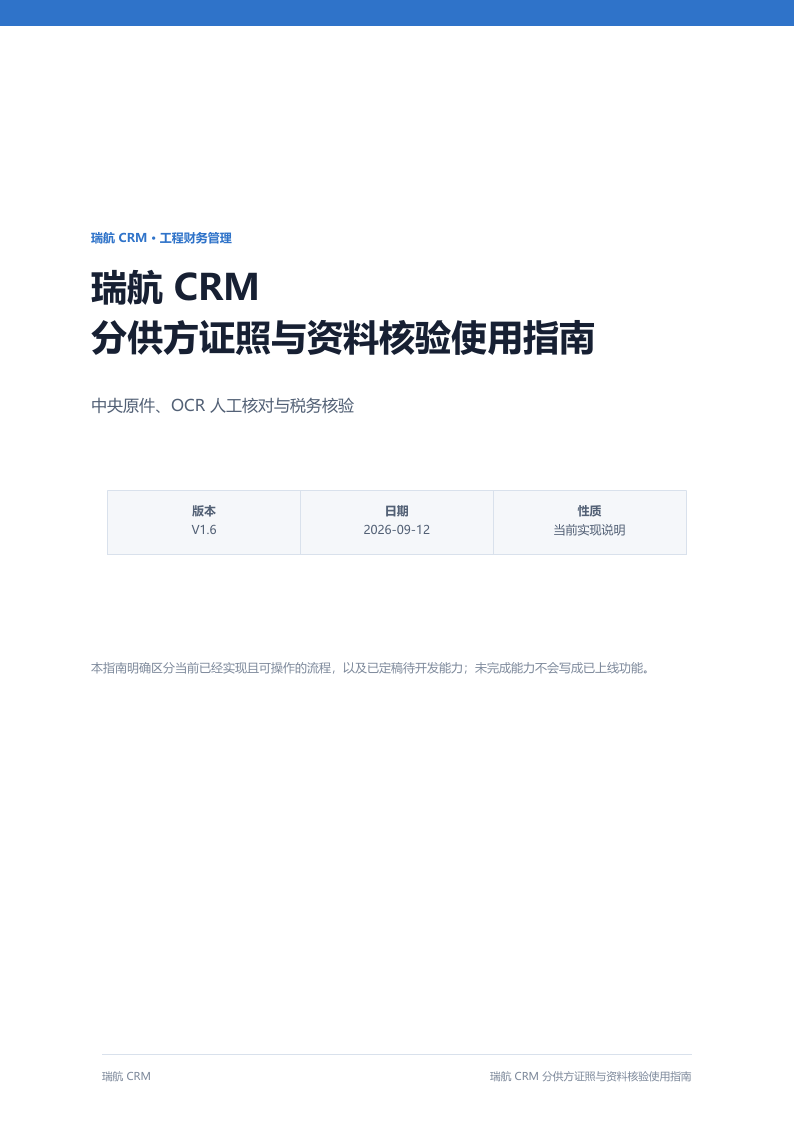 瑞航 CRM · 工程财务管理
瑞航 CRM
分供方证照与资料核验使用指南
中央原件、OCR 人工核对与税务核验
版本
V1.6
日期
2026-09-12
性质
当前实现说明
本指南明确区分当前已经实现且可操作的流程，以及已定稿待开发能力；未完成能力不会写成已上线功能。
瑞航 CRM
瑞航 CRM 分供方证照与资料核验使用指南